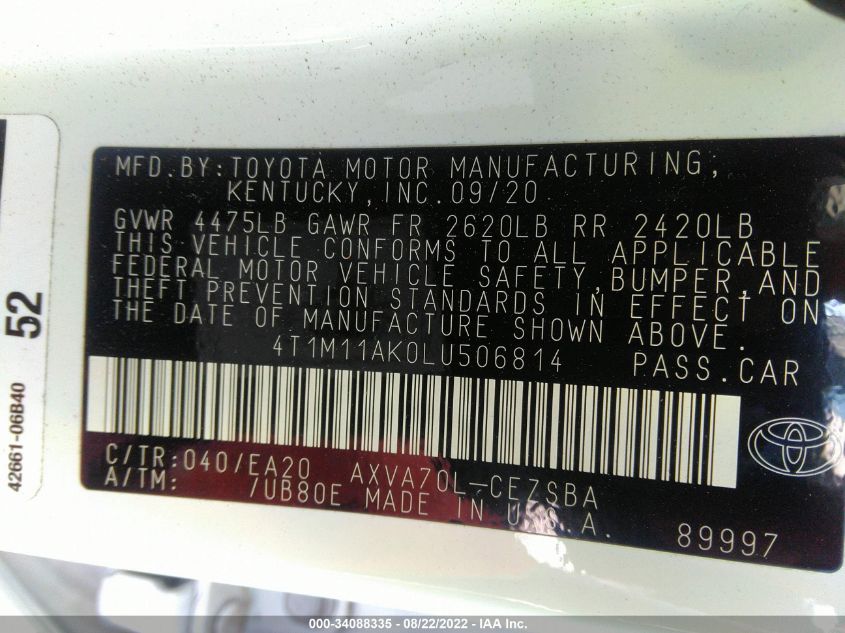 MFD.BY:TOYOTA MOTOR MANUFACTURING,
KENTUCKY,INC.09/20
GVWR 4475LB GAWR FR 2620LB RR 2420LB
THIS VEHICLE CONFORMS TO ALL APPLICABLE
FEDERAL MOTOR VEHICLE SAFETY,BUMPER,AND
THEFT PREVENTION STANDARDS IN EFFECT ON
THE DATE OF MANUFACTURE SHOWN ABOVE.
4T1M11AK0LU506814 PASS.CAR
C/TR:040/EA20 AXVA70L-CEZSBA
A/TM: 7UB80E MADE IN U.S.A.
89997
52
42661-06B40
000-34088335 - 08/22/2022 - IAA Inc.